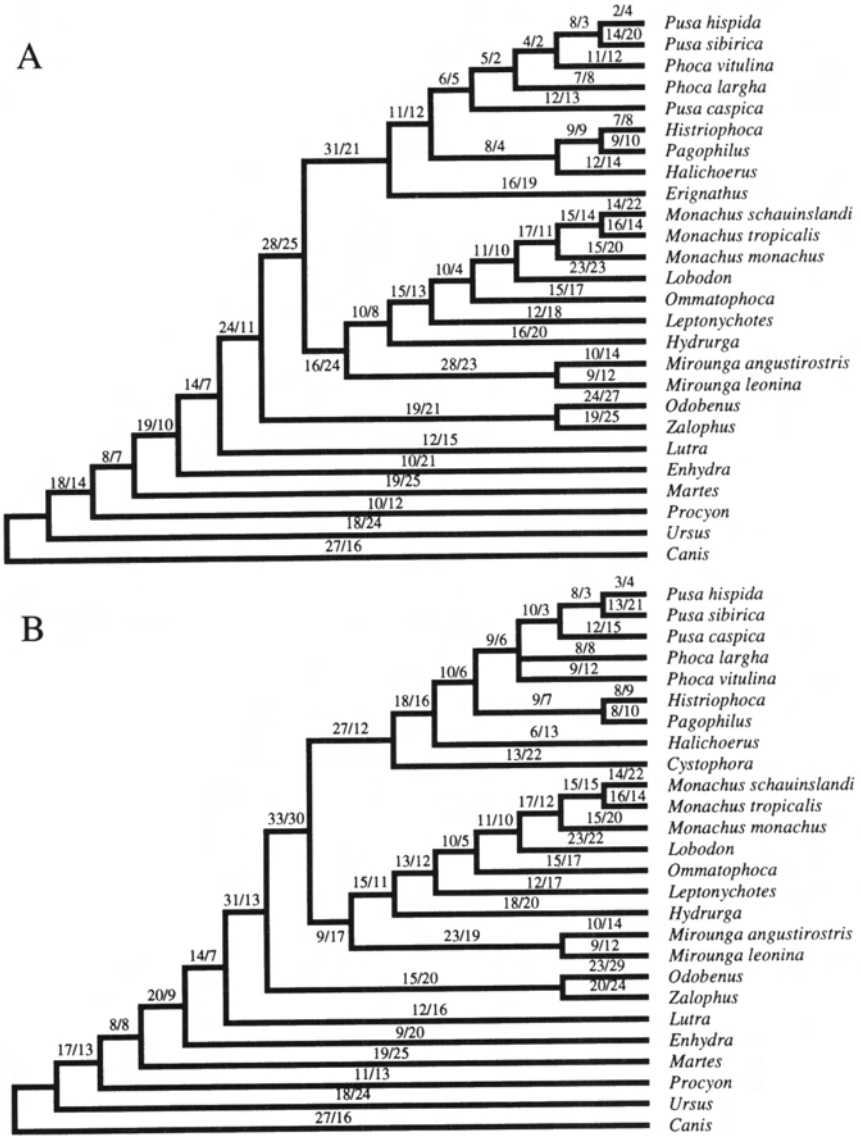 A
2/4
8/3 Pusa hispida
14/20
4/2 Pusa sibirica
11/12
5/2 Phoca vitulina
7/8
6/5 Phoca largha
12/13
11/12 Pusa caspica
7/8
9/9 Histriophoca
9/10
8/4 Pagophilus
12/14
31/21 Halichoerus
16/19
Erignathus
14/22
15/14 Monachus schauinslandi
16/14
17/11 Monachus tropicalis
15/20
28/25 11/10 Monachus monachus
23/23
10/4 Lobodon
15/17
15/13 Ommatophoca
12/18
10/8 Leptonychotes
16/20
24/11 Hydrurga
10/14
16/24 28/23 Mirounga angustirostris
9/12
14/7 Mirounga leonina
24/27
19/21 Odobenus
19/25
19/10 Zalophus
12/15
Lutra
10/21
8/7 Enhydra
19/25
18/14 Martes
10/12
Procyon
18/24
Ursus
27/16
Canis
B
3/4
8/3 Pusa hispida
13/21
10/3 Pusa sibirica
12/15
9/6 Pusa caspica
8/8
10/6 Phoca largha
9/12
18/16 Phoca vitulina
8/9
9/7 Histriophoca
8/10
27/12 Pagophilus
6/13
Halichoerus
13/22
Cystophora
14/22
15/15 Monachus schauinslandi
16/14
17/12 Monachus tropicalis
15/20
33/30 11/10 Monachus monachus
23/22
10/5 Lobodon
15/17
13/12 Ommatophoca
12/17
15/11 Leptonychotes
18/20
31/13 Hydrurga
10/14
9/17 23/19 Mirounga angustirostris
9/12
14/7 Mirounga leonina
23/29
15/20 Odobenus
20/24
20/9 Zalophus
12/16
Lutra
9/20
8/8 Enhydra
19/25
17/13 Martes
11/13
Procyon
18/24
Ursus
27/16
Canis